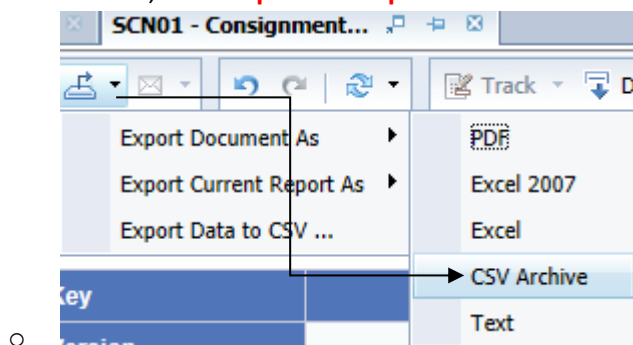 SCN01 - Consignment...
Track
Export Document As
PDF
Export Current Report As
Excel 2007
Export Data to CSV ...
Excel
CSV Archive
Key
Text